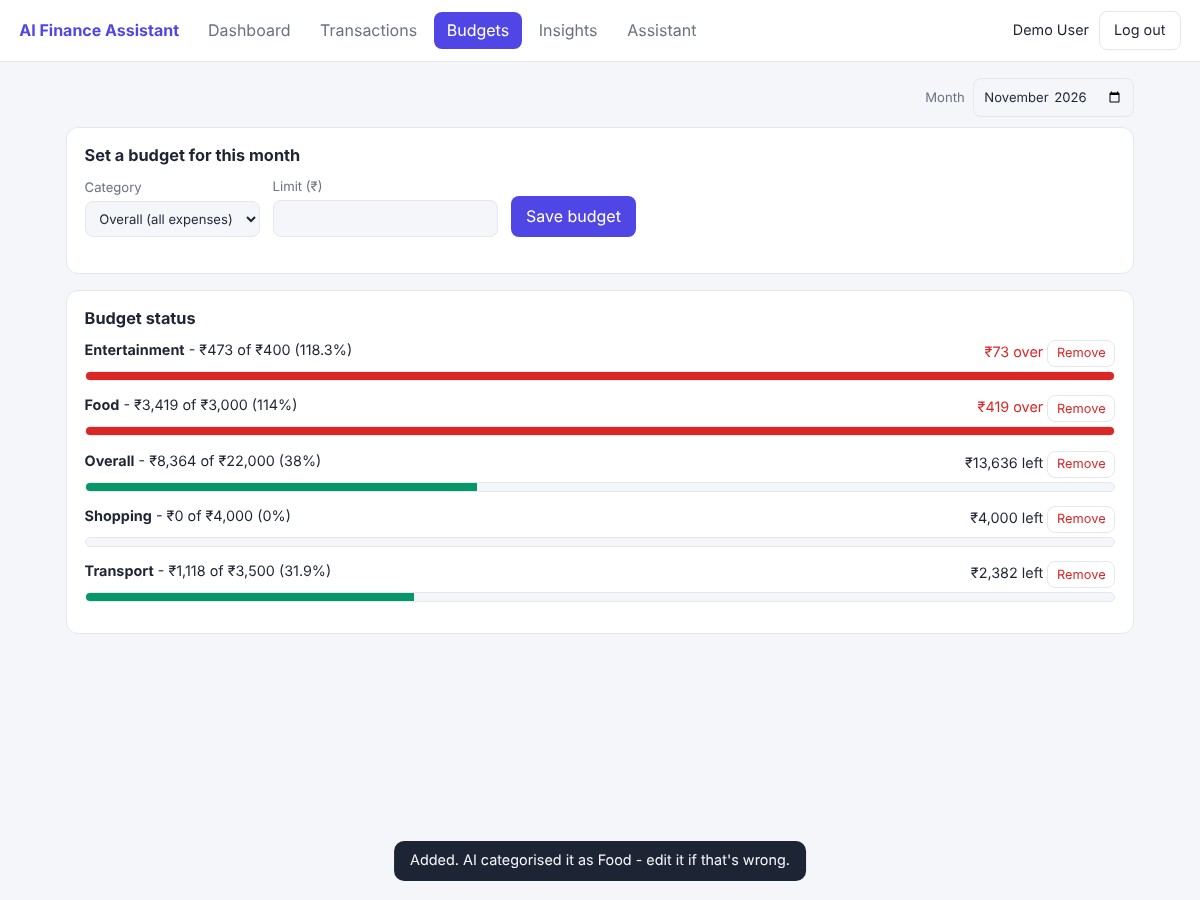 AI Finance Assistant Dashboard Transactions Budgets Insights Assistant Demo User Log out
Month November 2026
Set a budget for this month
Category Limit (₹)
Overall (all expenses) Save budget
Budget status
Entertainment - ₹473 of ₹400 (118.3%) ₹73 over Remove
Food - ₹3,419 of ₹3,000 (114%) ₹419 over Remove
Overall - ₹8,364 of ₹22,000 (38%) ₹13,636 left Remove
Shopping - ₹0 of ₹4,000 (0%) ₹4,000 left Remove
Transport - ₹1,118 of ₹3,500 (31.9%) ₹2,382 left Remove
Added. AI categorised it as Food - edit it if that's wrong.